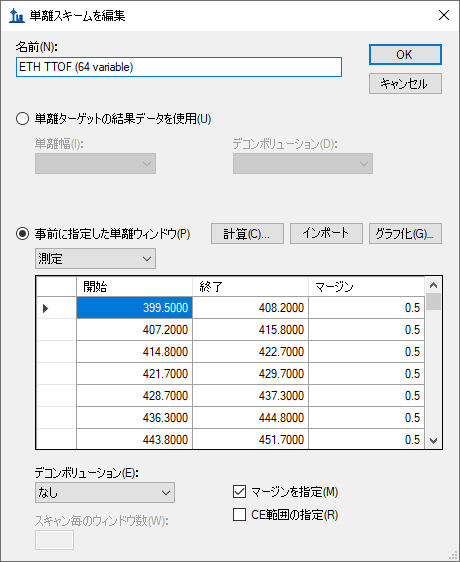 単離スキームを編集
名前(N):
ETH TTOF (64 variable)
OK
キャンセル
単離ターゲットの結果データを使用(U)
単離幅(I):
デコンボリューション(D):
事前に指定した単離ウィンドウ(P)
計算(C)...
インポート
グラフ化(G)...
測定
開始 終了 マージン
399.5000 408.2000 0.5
407.2000 415.8000 0.5
414.8000 422.7000 0.5
421.7000 429.7000 0.5
428.7000 437.3000 0.5
436.3000 444.8000 0.5
443.8000 451.7000 0.5
デコンボリューション(E):
なし
マージンを指定(M)
CE範囲の指定(R)
スキャン毎のウィンドウ数(W):